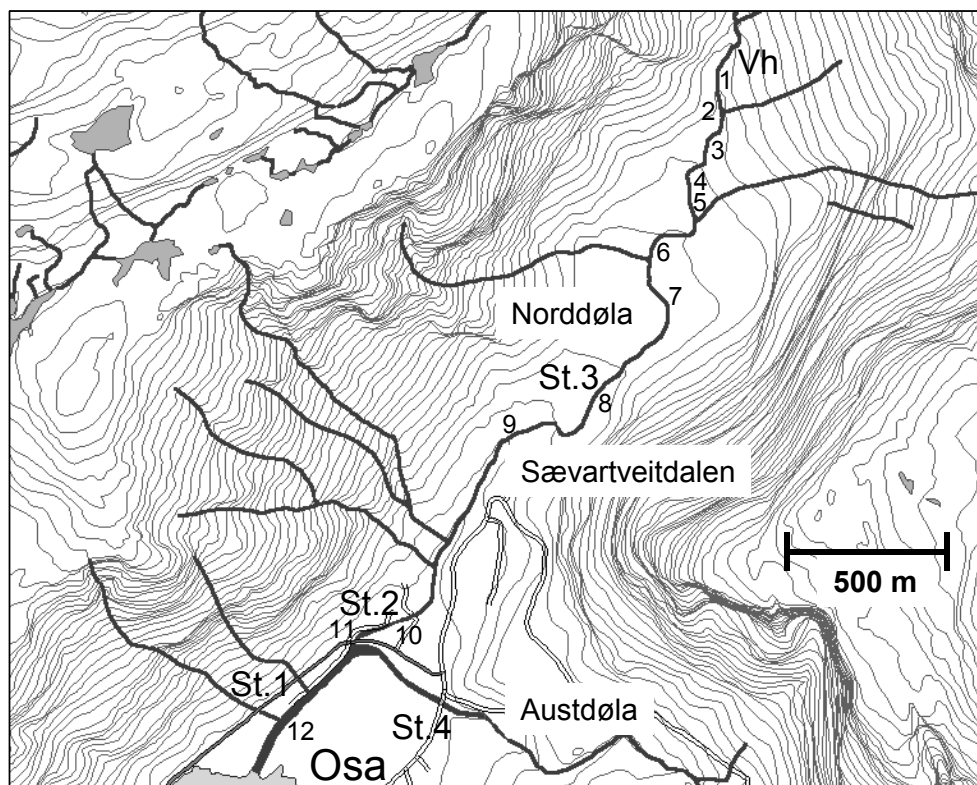 Vh
1
2
3
4
5
6
7
Norddøla
St.3
8
9
Sævartveitdalen
500 m
St.2
11
10
St.1
Austdøla
St.4
12
Osa